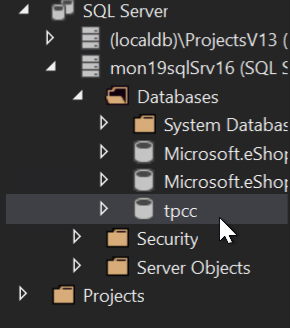 SQL Server
(localdb)\ProjectsV13 (
mon19sqlSrv16 (SQL S
Databases
System Databas
Microsoft.eShop
Microsoft.eShop
tpcc
Security
Server Objects
Projects